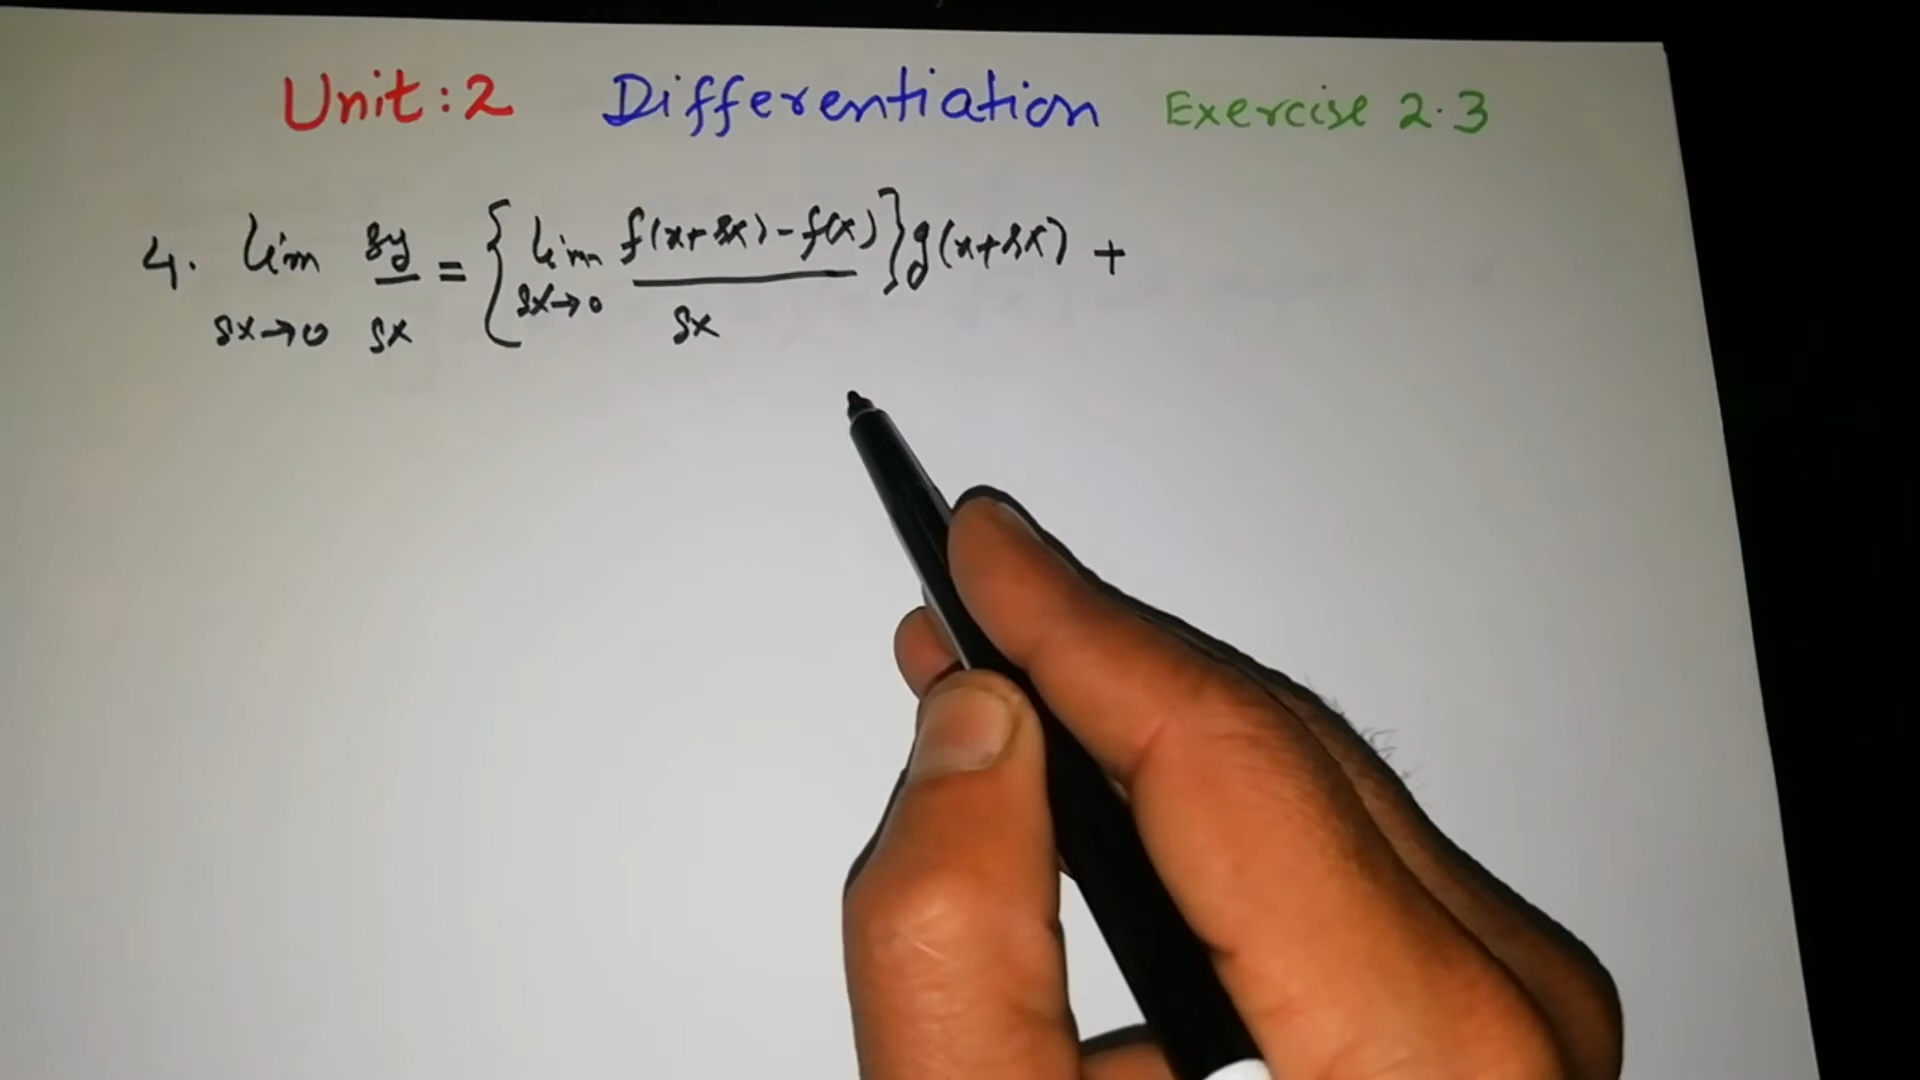 Unit:2 Differentiation Exercise 2.3
4. lim δy/δx = { lim f(x+δx)-f(x)/δx } g(x+δx) +
δx→0 δx→0